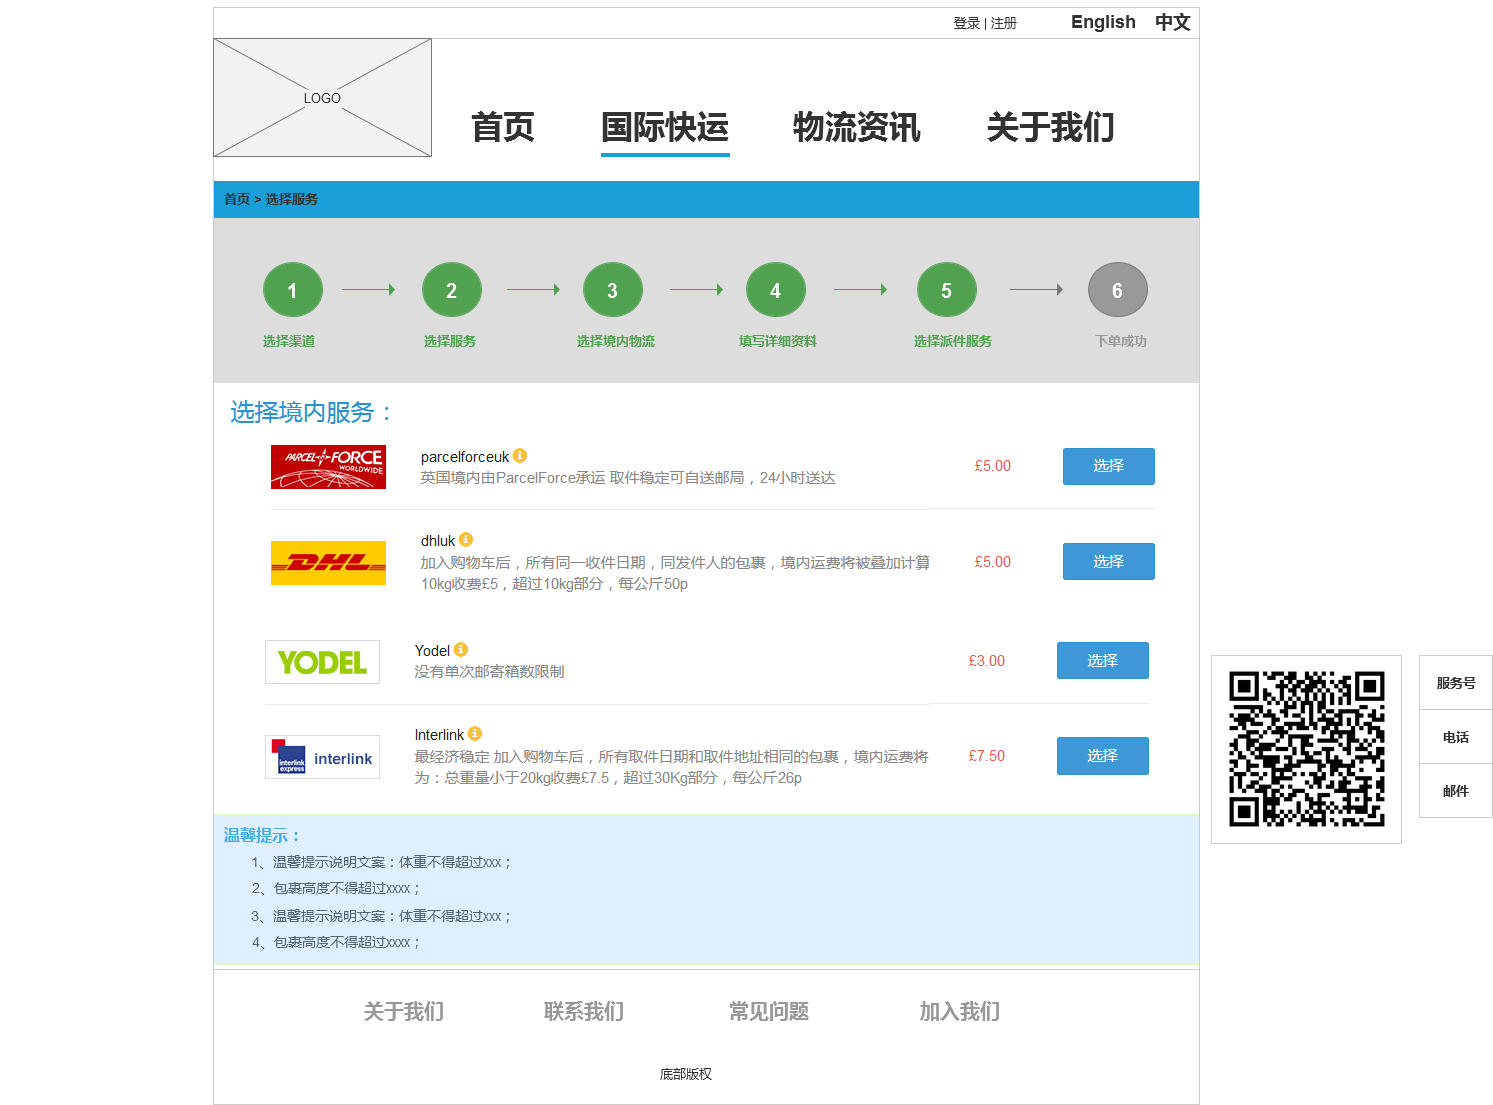 登录 | 注册 English 中文
LOGO
首页 国际快运 物流资讯 关于我们
首页 > 选择服务
1 2 3 4 5 6
选择渠道 选择服务 选择境内物流 填写详细资料 选择派件服务 下单成功
选择境内服务：
PARCEL FORCE
WORLDWIDE
parcelforceuk
英国境内由ParcelForce承运 取件稳定可自送邮局，24小时送达
£5.00 选择
DHL
dhluk
加入购物车后，所有同一收件日期，同发件人的包裹，境内运费将被叠加计算
10kg收费£5，超过10kg部分，每公斤50p
£5.00 选择
YODEL
Yodel
没有单次邮寄箱数限制
£3.00 选择
interlink
express
interlink
Interlink
最经济稳定 加入购物车后，所有取件日期和取件地址相同的包裹，境内运费将
为：总重量小于20kg收费£7.5，超过30Kg部分，每公斤26p
£7.50 选择
服务号
电话
邮件
温馨提示：
1、温馨提示说明文案：体重不得超过xxx；
2、包裹高度不得超过xxxx；
3、温馨提示说明文案：体重不得超过xxx；
4、包裹高度不得超过xxxx；
关于我们 联系我们 常见问题 加入我们
底部版权